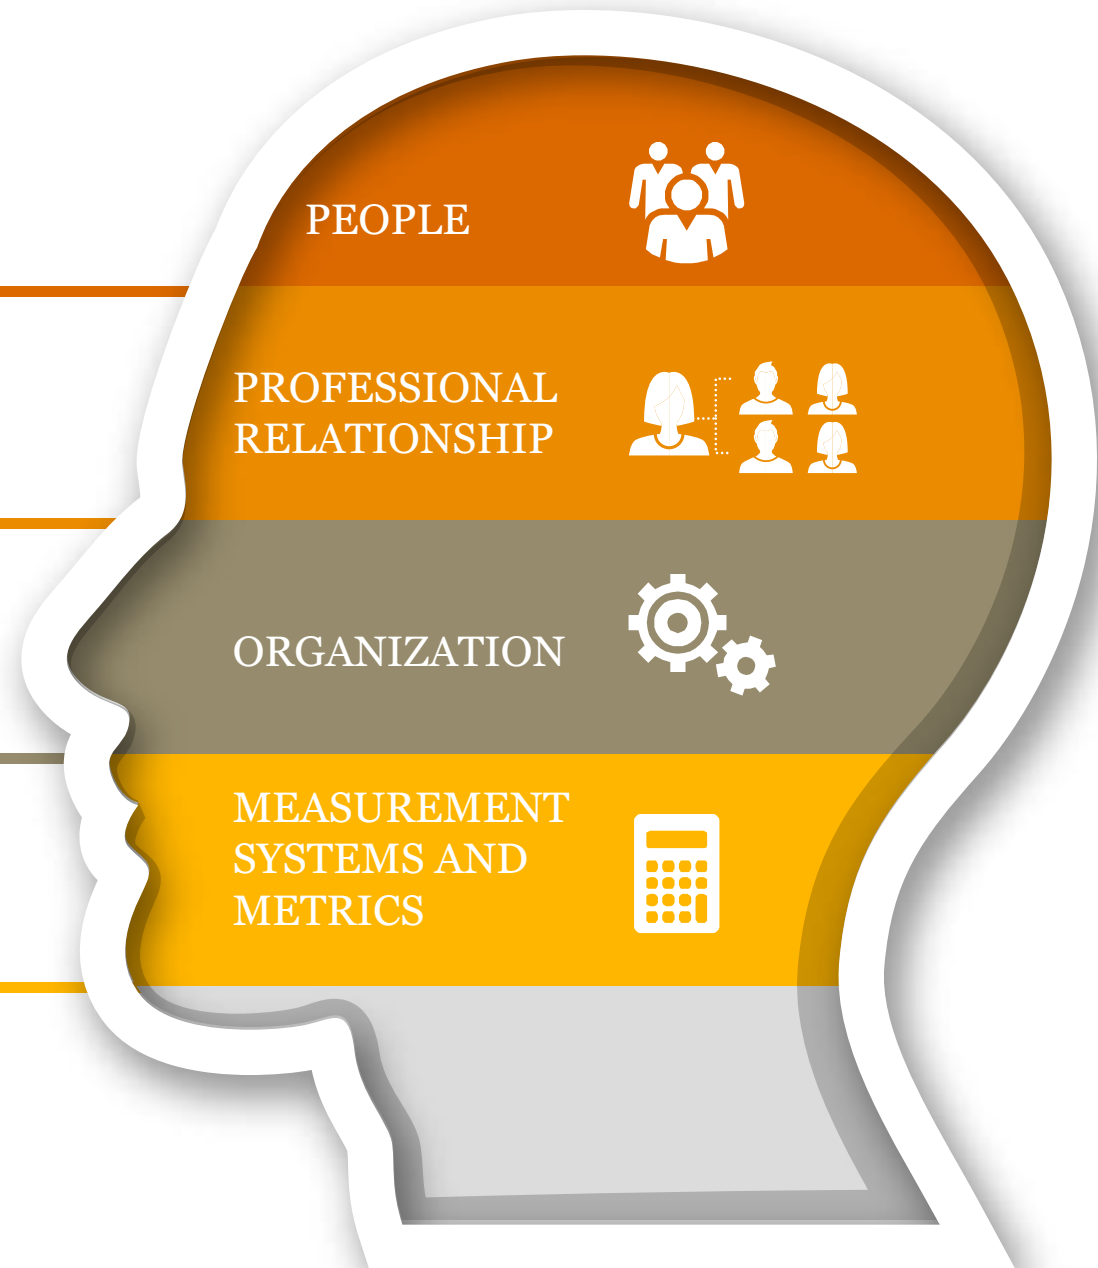 PEOPLE
PROFESSIONAL
RELATIONSHIP
ORGANIZATION
MEASUREMENT
SYSTEMS AND
METRICS